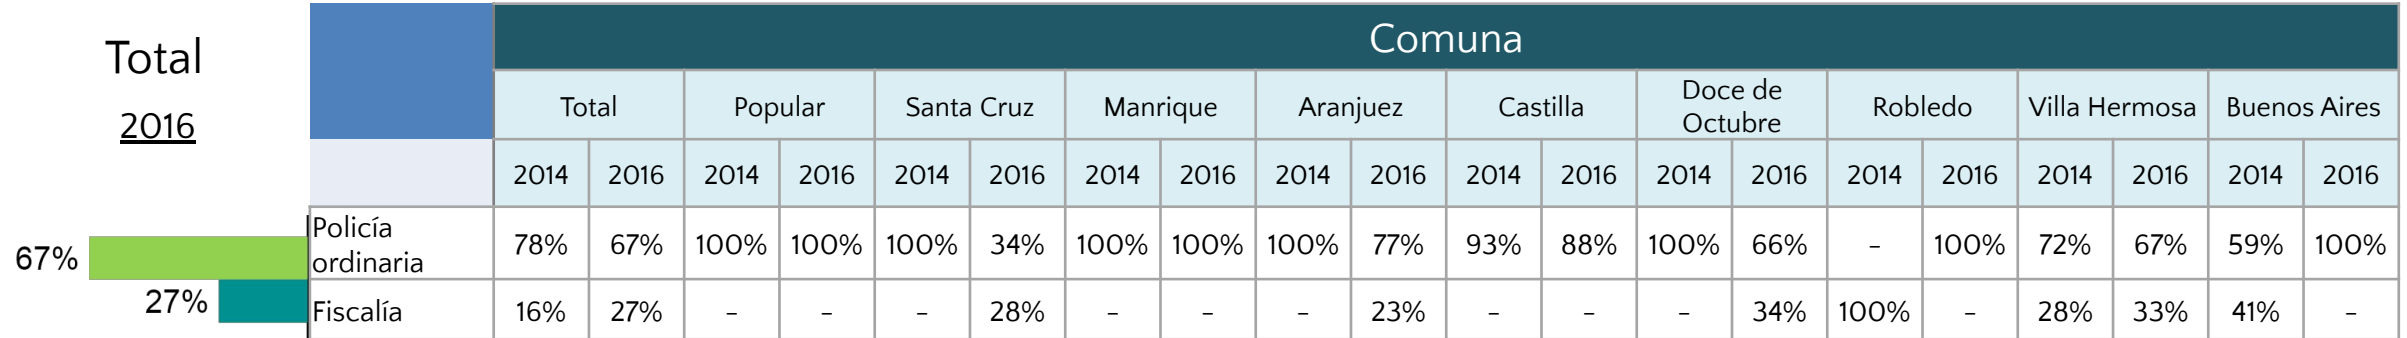 Total
2016
Comuna
Total Popular Santa Cruz Manrique Aranjuez Castilla Doce de Octubre Robledo Villa Hermosa Buenos Aires
2014 2016 2014 2016 2014 2016 2014 2016 2014 2016 2014 2016 2014 2016 2014 2016 2014 2016 2014 2016
67% Policía ordinaria 78% 67% 100% 100% 100% 34% 100% 100% 100% 77% 93% 88% 100% 66% - 100% 72% 67% 59% 100%
27% Fiscalía 16% 27% - - - 28% - - - 23% - - - 34% 100% - 28% 33% 41% -